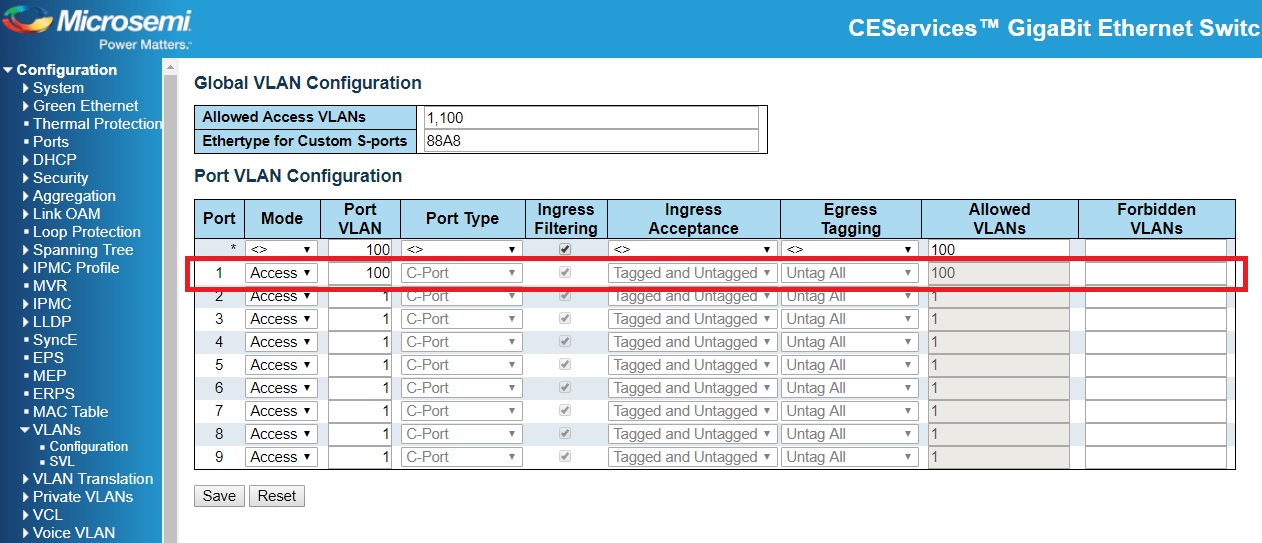 Microsemi.
Power Matters.™
CEServices™ GigaBit Ethernet Switc
Configuration
System
Green Ethernet
Thermal Protection
Ports
DHCP
Security
Aggregation
Link OAM
Loop Protection
Spanning Tree
IPMC Profile
MVR
IPMC
LLDP
SyncE
EPS
MEP
ERPS
MAC Table
VLANs
Configuration
SVL
VLAN Translation
Private VLANs
VCL
Voice VLAN
Global VLAN Configuration
Allowed Access VLANs 1,100
Ethertype for Custom S-ports 88A8
Port VLAN Configuration
Port Mode Port VLAN Port Type Ingress Filtering Ingress Acceptance Egress Tagging Allowed VLANs Forbidden VLANs
* <> 100 <> <> <> 100
1 Access 100 C-Port Tagged and Untagged Untag All 100
2 Access 1 C-Port Tagged and Untagged Untag All 1
3 Access 1 C-Port Tagged and Untagged Untag All 1
4 Access 1 C-Port Tagged and Untagged Untag All 1
5 Access 1 C-Port Tagged and Untagged Untag All 1
6 Access 1 C-Port Tagged and Untagged Untag All 1
7 Access 1 C-Port Tagged and Untagged Untag All 1
8 Access 1 C-Port Tagged and Untagged Untag All 1
9 Access 1 C-Port Tagged and Untagged Untag All 1
Save Reset